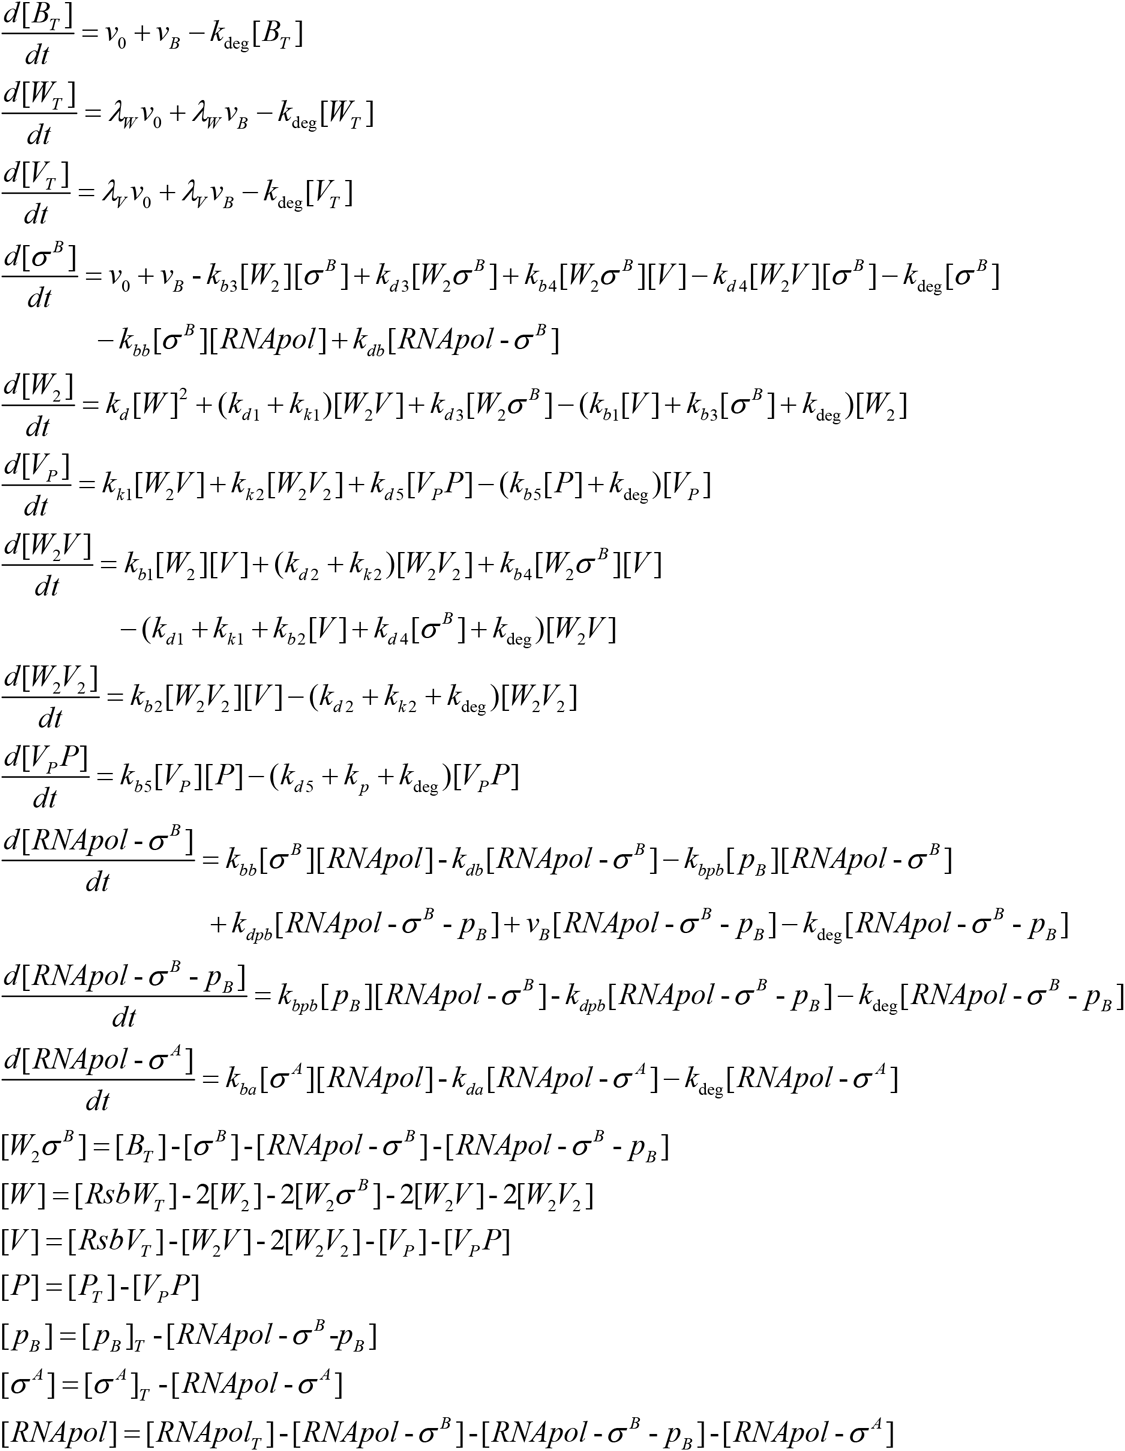 d[B_T]/dt = v_0 + v_B − k_deg[B_T]
d[W_T]/dt = λ_W v_0 + λ_W v_B − k_deg[W_T]
d[V_T]/dt = λ_V v_0 + λ_V v_B − k_deg[V_T]
d[σ^B]/dt = v_0 + v_B - k_b3[W_2][σ^B] + k_d3[W_2σ^B] + k_b4[W_2σ^B][V] − k_d4[W_2V][σ^B] − k_deg[σ^B]
− k_bb[σ^B][RNApol] + k_db[RNApol - σ^B]
d[W_2]/dt = k_d[W]^2 + (k_d1 + k_k1)[W_2V] + k_d3[W_2σ^B] − (k_b1[V] + k_b3[σ^B] + k_deg)[W_2]
d[V_P]/dt = k_k1[W_2V] + k_k2[W_2V_2] + k_d5[V_PP] − (k_b5[P] + k_deg)[V_P]
d[W_2V]/dt = k_b1[W_2][V] + (k_d2 + k_k2)[W_2V_2] + k_b4[W_2σ^B][V]
− (k_d1 + k_k1 + k_b2[V] + k_d4[σ^B] + k_deg)[W_2V]
d[W_2V_2]/dt = k_b2[W_2V_2][V] − (k_d2 + k_k2 + k_deg)[W_2V_2]
d[V_PP]/dt = k_b5[V_P][P] − (k_d5 + k_p + k_deg)[V_PP]
d[RNApol - σ^B]/dt = k_bb[σ^B][RNApol] - k_db[RNApol - σ^B] − k_bpb[p_B][RNApol - σ^B]
+ k_dpb[RNApol - σ^B - p_B] + v_B[RNApol - σ^B - p_B] − k_deg[RNApol - σ^B - p_B]
d[RNApol - σ^B - p_B]/dt = k_bpb[p_B][RNApol - σ^B] - k_dpb[RNApol - σ^B - p_B] − k_deg[RNApol - σ^B - p_B]
d[RNApol - σ^A]/dt = k_ba[σ^A][RNApol] - k_da[RNApol - σ^A] − k_deg[RNApol - σ^A]
[W_2σ^B] = [B_T] - [σ^B] - [RNApol - σ^B] - [RNApol - σ^B - p_B]
[W] = [RsbW_T] - 2[W_2] - 2[W_2σ^B] - 2[W_2V] - 2[W_2V_2]
[V] = [RsbV_T] - [W_2V] - 2[W_2V_2] - [V_P] - [V_PP]
[P] = [P_T] - [V_PP]
[p_B] = [p_B]_T - [RNApol - σ^B - p_B]
[σ^A] = [σ^A]_T - [RNApol - σ^A]
[RNApol] = [RNApol_T] - [RNApol - σ^B] - [RNApol - σ^B - p_B] - [RNApol - σ^A]